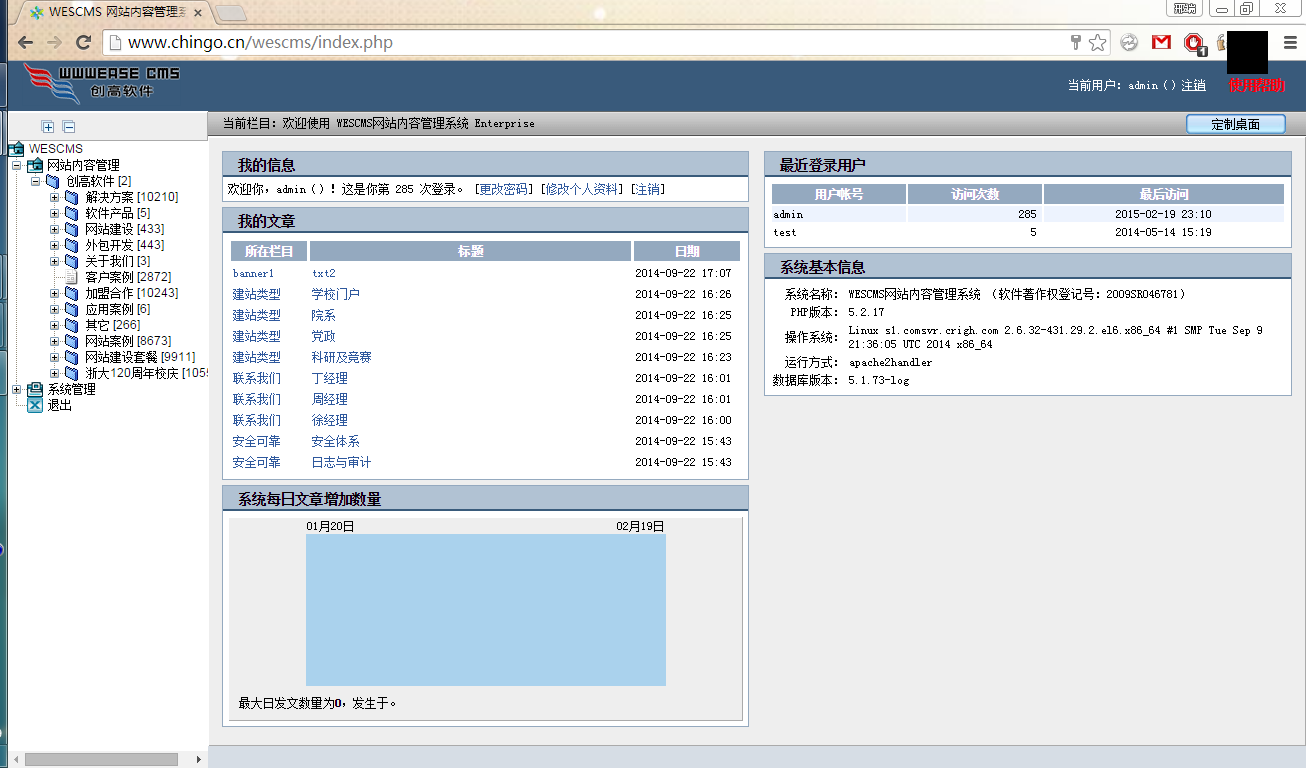 WESCMS 网站内容管理系
www.chingo.cn/wescms/index.php
WWWEASE CMS
创高软件
当前用户：admin（）注销
使用帮助
当前栏目：欢迎使用 WESCMS网站内容管理系统 Enterprise
定制桌面
WESCMS
网站内容管理
创高软件 [2]
解决方案 [10210]
软件产品 [5]
网站建设 [433]
外包开发 [443]
关于我们 [3]
客户案例 [2872]
加盟合作 [10243]
应用案例 [6]
其它 [266]
网站案例 [8673]
网站建设套餐 [9911]
浙大120周年校庆 [1055
系统管理
退出
我的信息
欢迎你，admin（）！这是你第 285 次登录。 [更改密码] [修改个人资料] [注销]
我的文章
所在栏目 标题 日期
banner1 txt2 2014-09-22 17:07
建站类型 学校门户 2014-09-22 16:26
建站类型 院系 2014-09-22 16:25
建站类型 党政 2014-09-22 16:25
建站类型 科研及竞赛 2014-09-22 16:23
联系我们 丁经理 2014-09-22 16:01
联系我们 周经理 2014-09-22 16:01
联系我们 徐经理 2014-09-22 16:00
安全可靠 安全体系 2014-09-22 15:43
安全可靠 日志与审计 2014-09-22 15:43
系统每日文章增加数量
01月20日 02月19日
最大日发文数量为0，发生于。
最近登录用户
用户帐号 访问次数 最后访问
admin 285 2015-02-19 23:10
test 5 2014-05-14 15:19
系统基本信息
系统名称： WESCMS网站内容管理系统 （软件著作权登记号：2009SR046781）
PHP版本： 5.2.17
操作系统： Linux s1.comsvr.crigh.com 2.6.32-431.29.2.el6.x86_64 #1 SMP Tue Sep 9
21:36:05 UTC 2014 x86_64
运行方式： apache2handler
数据库版本： 5.1.73-log